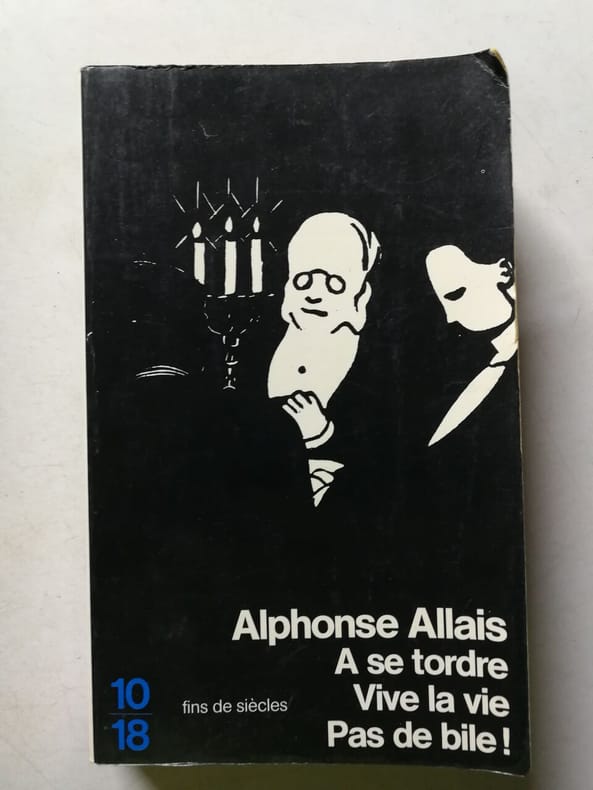 Alphonse Allais
A se tordre
Vive la vie
Pas de bile !
10
18
fins de siècles